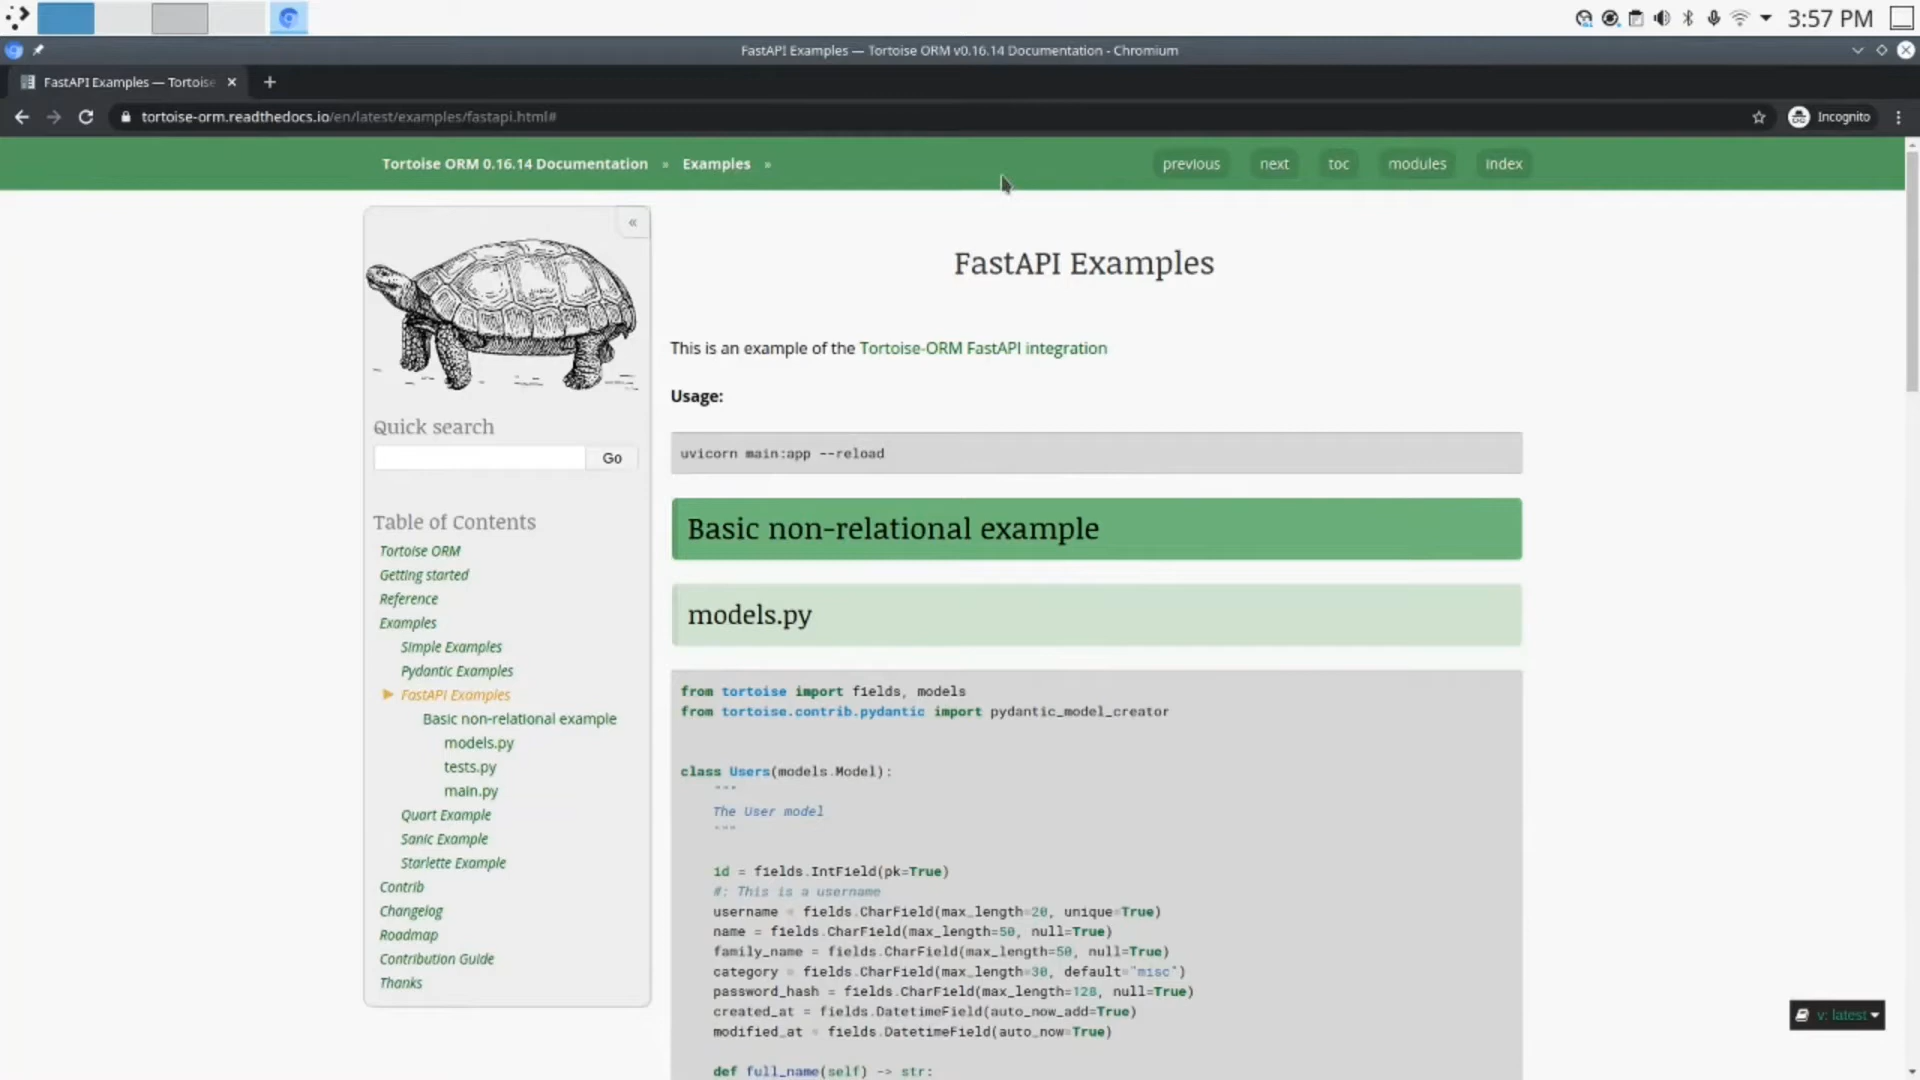 3:57 PM
FastAPI Examples — Tortoise ORM v0.16.14 Documentation - Chromium
FastAPI Examples — Tortoise
tortoise-orm.readthedocs.io/en/latest/examples/fastapi.html#
Incognito
Tortoise ORM 0.16.14 Documentation » Examples »
previous
next
toc
modules
index
«
Quick search
Go
Table of Contents
Tortoise ORM
Getting started
Reference
Examples
Simple Examples
Pydantic Examples
FastAPI Examples
Basic non-relational example
models.py
tests.py
main.py
Quart Example
Sanic Example
Starlette Example
Contrib
Changelog
Roadmap
Contribution Guide
Thanks
FastAPI Examples
This is an example of the Tortoise-ORM FastAPI integration
Usage:
uvicorn main:app --reload
Basic non-relational example
models.py
from tortoise import fields, models
from tortoise.contrib.pydantic import pydantic_model_creator
class Users(models.Model):
"""
The User model
"""
id = fields.IntField(pk=True)
#: This is a username
username = fields.CharField(max_length=20, unique=True)
name = fields.CharField(max_length=50, null=True)
family_name = fields.CharField(max_length=50, null=True)
category = fields.CharField(max_length=30, default="misc")
password_hash = fields.CharField(max_length=128, null=True)
created_at = fields.DatetimeField(auto_now_add=True)
modified_at = fields.DatetimeField(auto_now=True)
def full_name(self) -> str:
v: latest